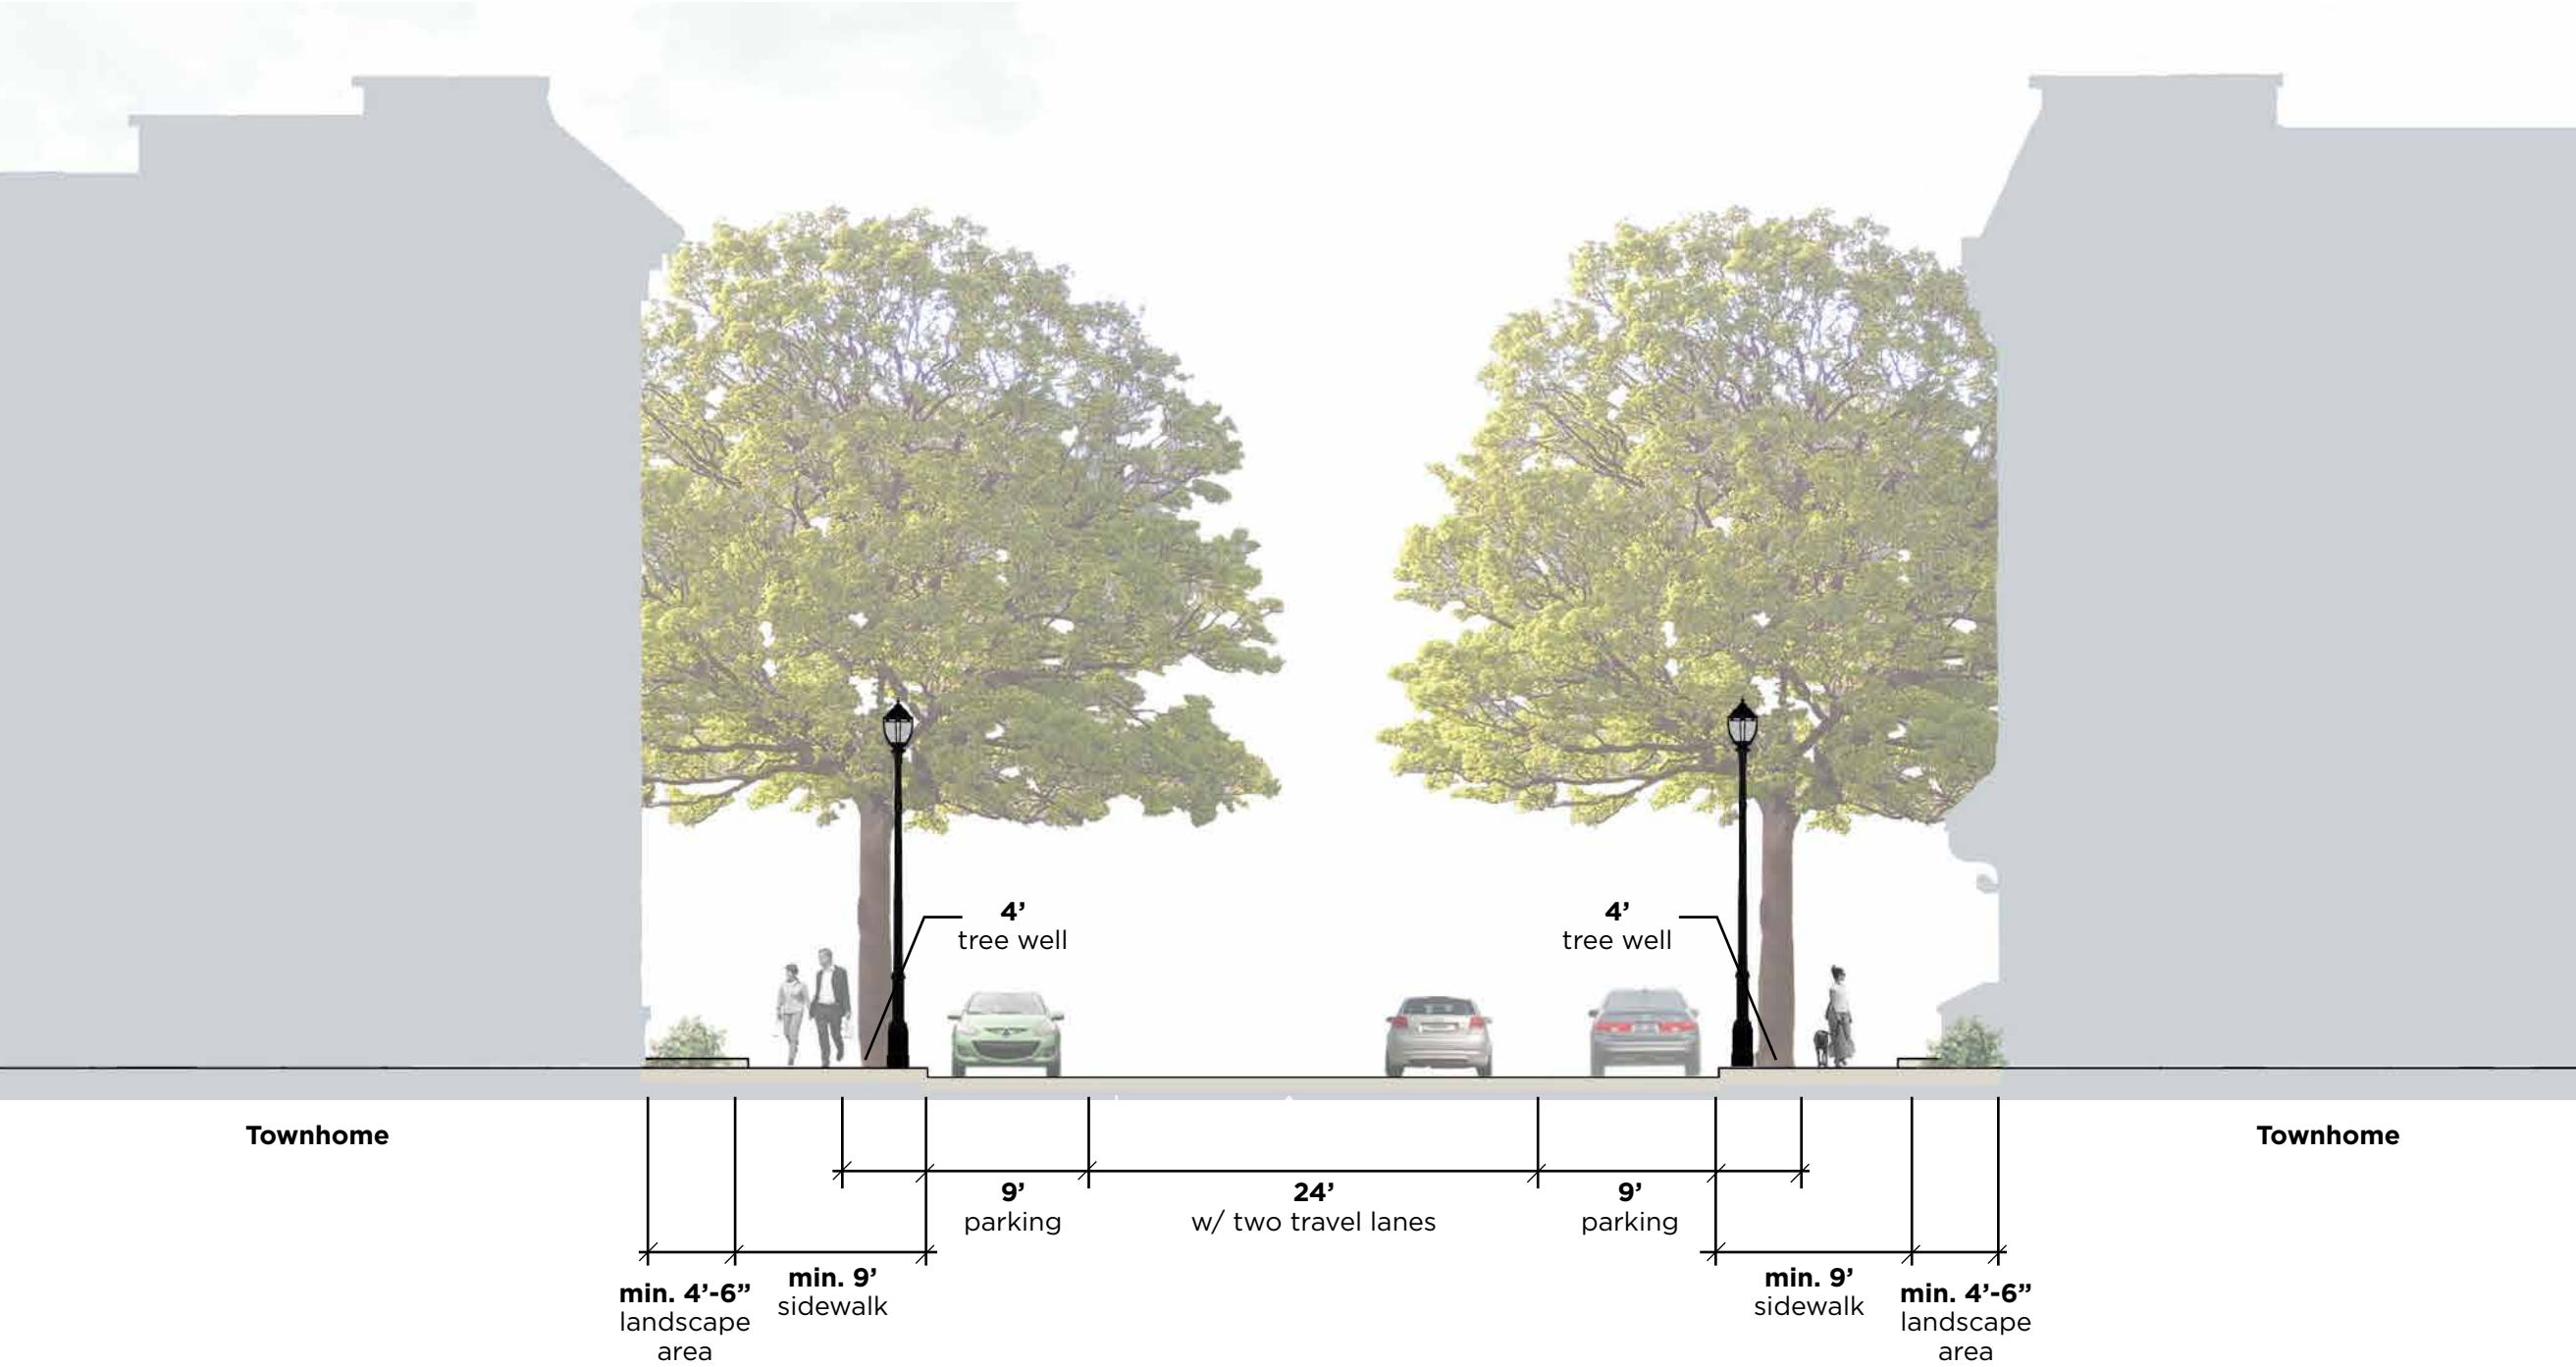 4’
tree well
4’
tree well
Townhome
Townhome
9’
parking
24’
w/ two travel lanes
9’
parking
min. 4’-6”
landscape
area
min. 9’
sidewalk
min. 9’
sidewalk
min. 4’-6”
landscape
area